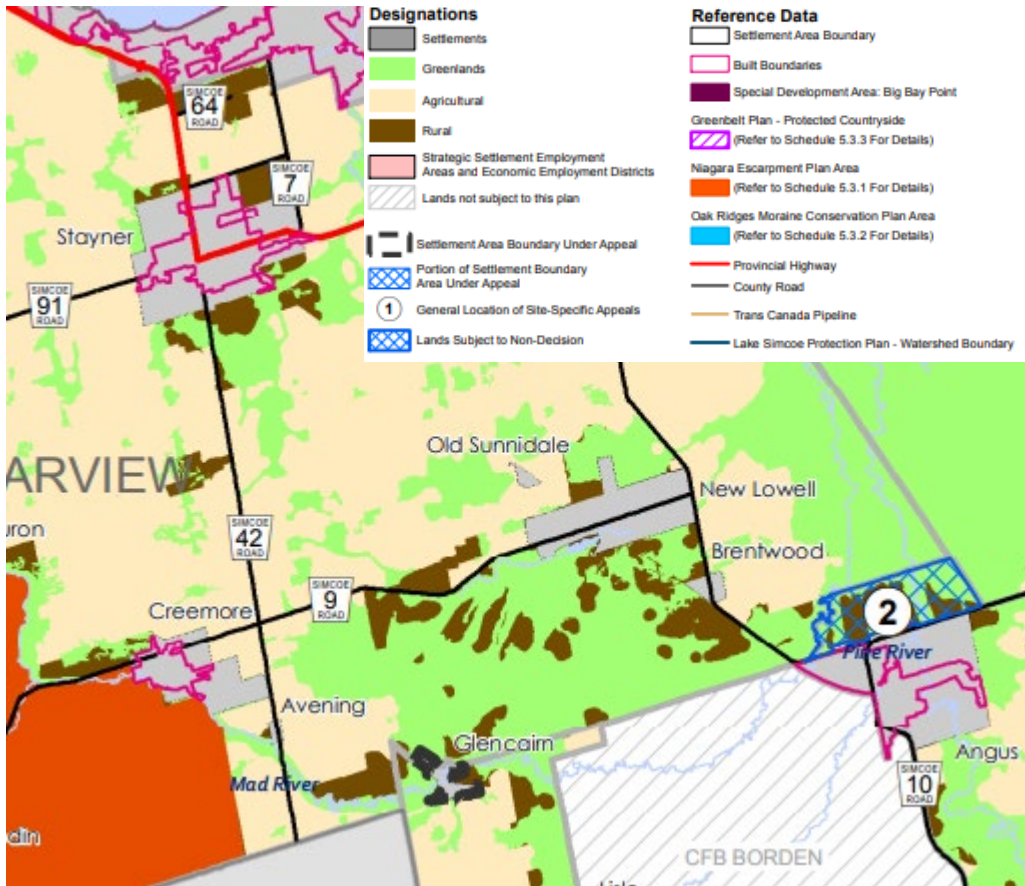 Designations
Settlements
Greenlands
Agricultural
Rural
Strategic Settlement Employment
Areas and Economic Employment Districts
Lands not subject to this plan
Settlement Area Boundary Under Appeal
Portion of Settlement Boundary
Area Under Appeal
1 General Location of Site-Specific Appeals
Lands Subject to Non-Decision
Reference Data
Settlement Area Boundary
Built Boundaries
Special Development Area: Big Bay Point
Greenbelt Plan - Protected Countryside
(Refer to Schedule 5.3.3 For Details)
Niagara Escarpment Plan Area
(Refer to Schedule 5.3.1 For Details)
Oak Ridges Moraine Conservation Plan Area
(Refer to Schedule 5.3.2 For Details)
Provincial Highway
County Road
Trans Canada Pipeline
Lake Simcoe Protection Plan - Watershed Boundary
SIMCOE
64
ROAD
SIMCOE
7
ROAD
Stayner
SIMCOE
91
ROAD
Old Sunnidale
ARVIEW
New Lowell
uron
SIMCOE
42
ROAD
Brentwood
SIMCOE
9
ROAD
Creemore
2
Pine River
Avening
Glencairn
Angus
Mad River
SIMCOE
10
ROAD
CFB BORDEN